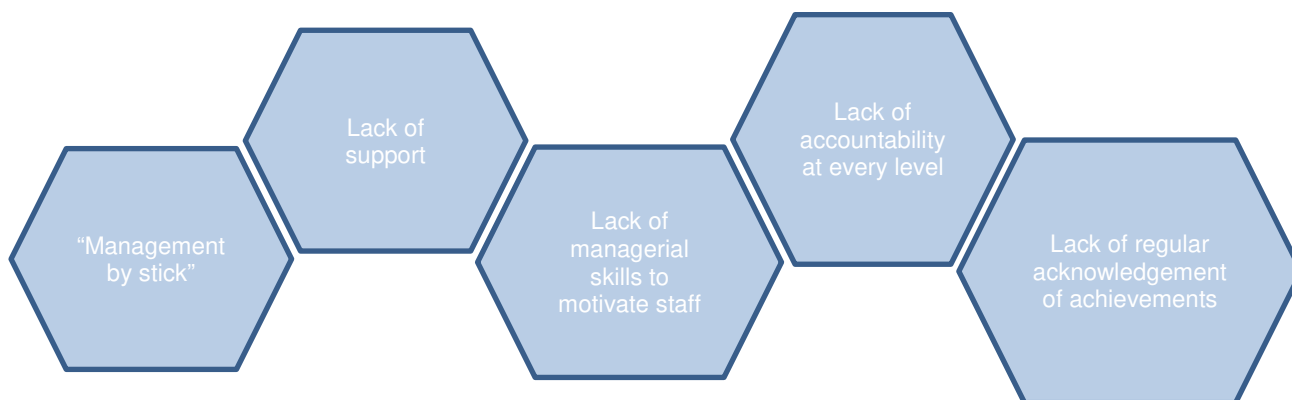 “Management
by stick”
Lack of
support
Lack of
managerial
skills to
motivate staff
Lack of
accountability
at every level
Lack of regular
acknowledgement
of achievements